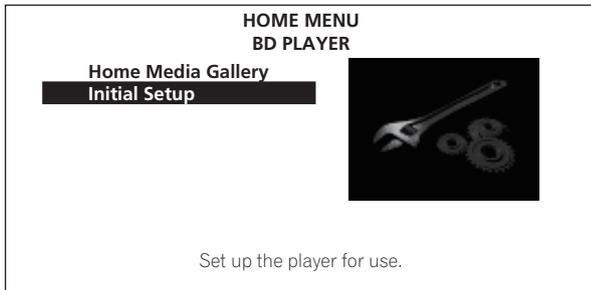 HOME MENU
BD PLAYER
Home Media Gallery
Initial Setup
Set up the player for use.